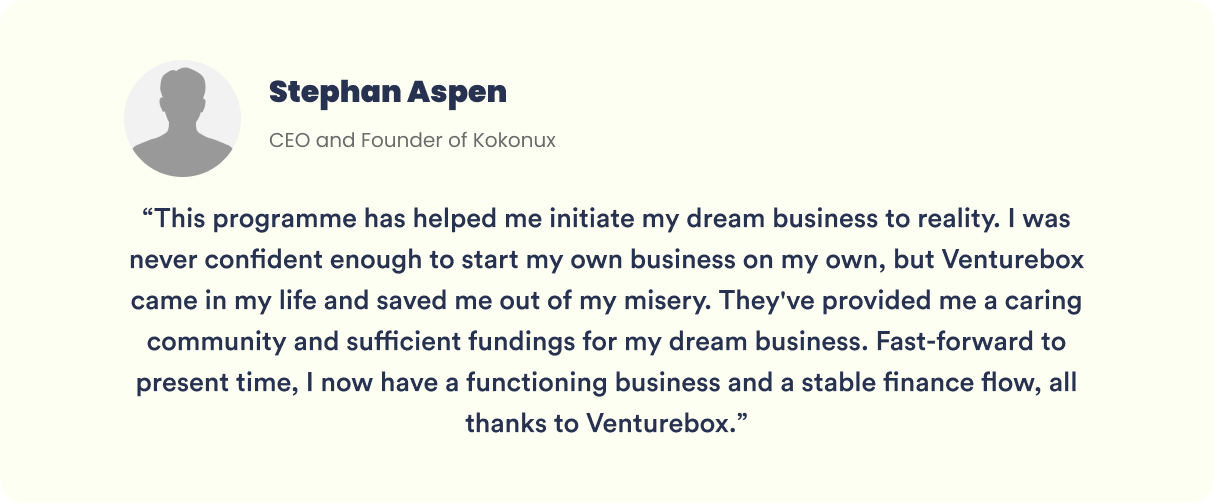 Stephan Aspen
CEO and Founder of Kokonux
“This programme has helped me initiate my dream business to reality. I was
never confident enough to start my own business on my own, but Venturebox
came in my life and saved me out of my misery. They've provided me a caring
community and sufficient fundings for my dream business. Fast-forward to
present time, I now have a functioning business and a stable finance flow, all
thanks to Venturebox.”